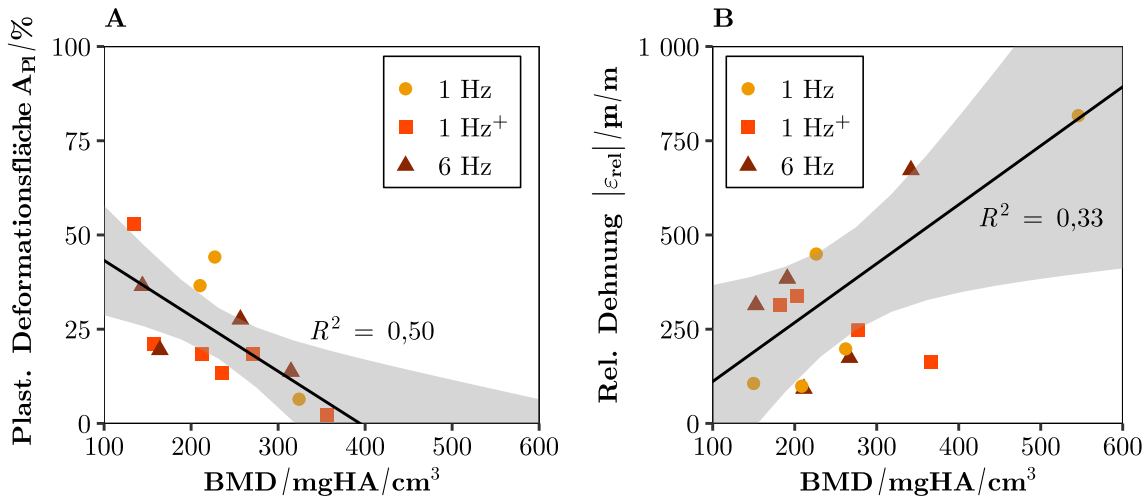 A
Plast. Deformationsfläche A_Pl/%
100
75
50
25
0
1 Hz
1 Hz⁺
6 Hz
R² = 0,50
100 200 300 400 500 600
BMD/mgHA/cm³
B
Rel. Dehnung |ε_rel|/m/m
1 000
750
500
250
0
1 Hz
1 Hz⁺
6 Hz
R² = 0,33
100 200 300 400 500 600
BMD/mgHA/cm³